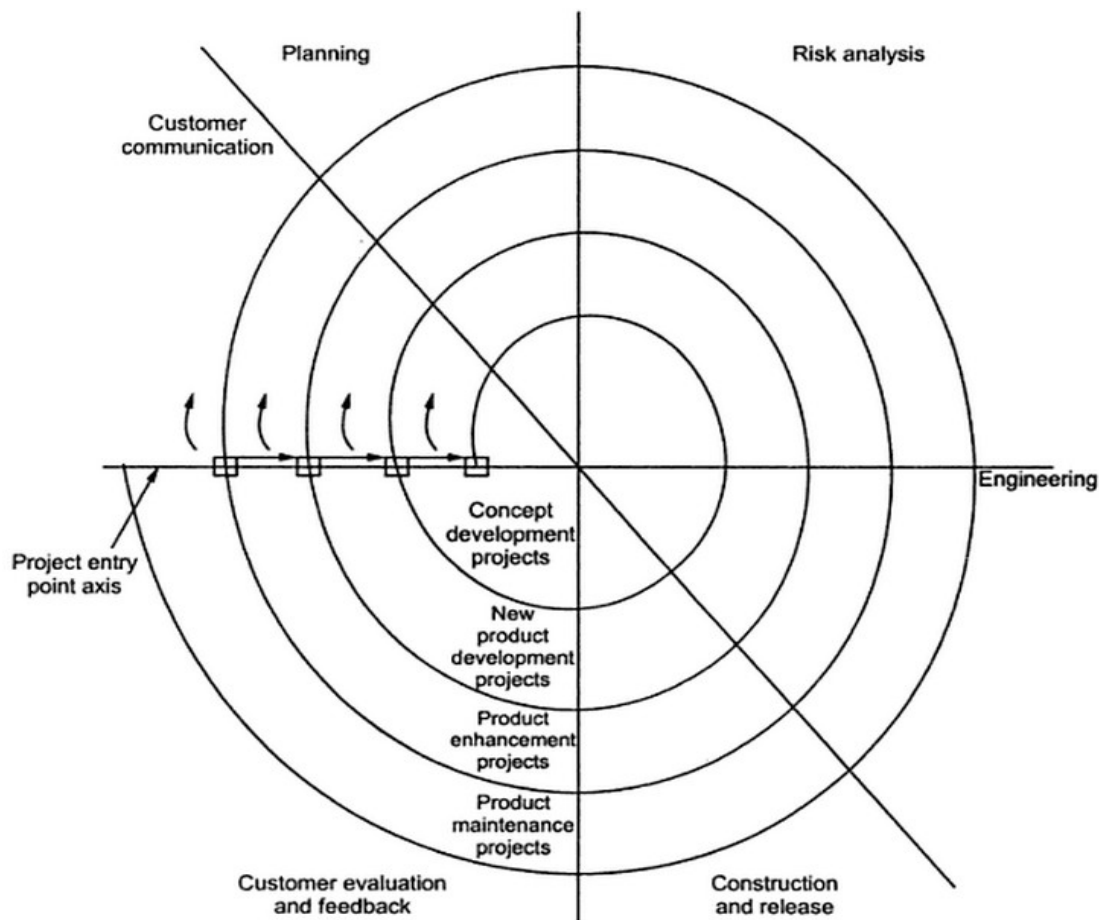 Planning
Risk analysis
Customer
communication
Engineering
Project entry
point axis
Concept
development
projects
New
product
development
projects
Product
enhancement
projects
Product
maintenance
projects
Customer evaluation
and feedback
Construction
and release